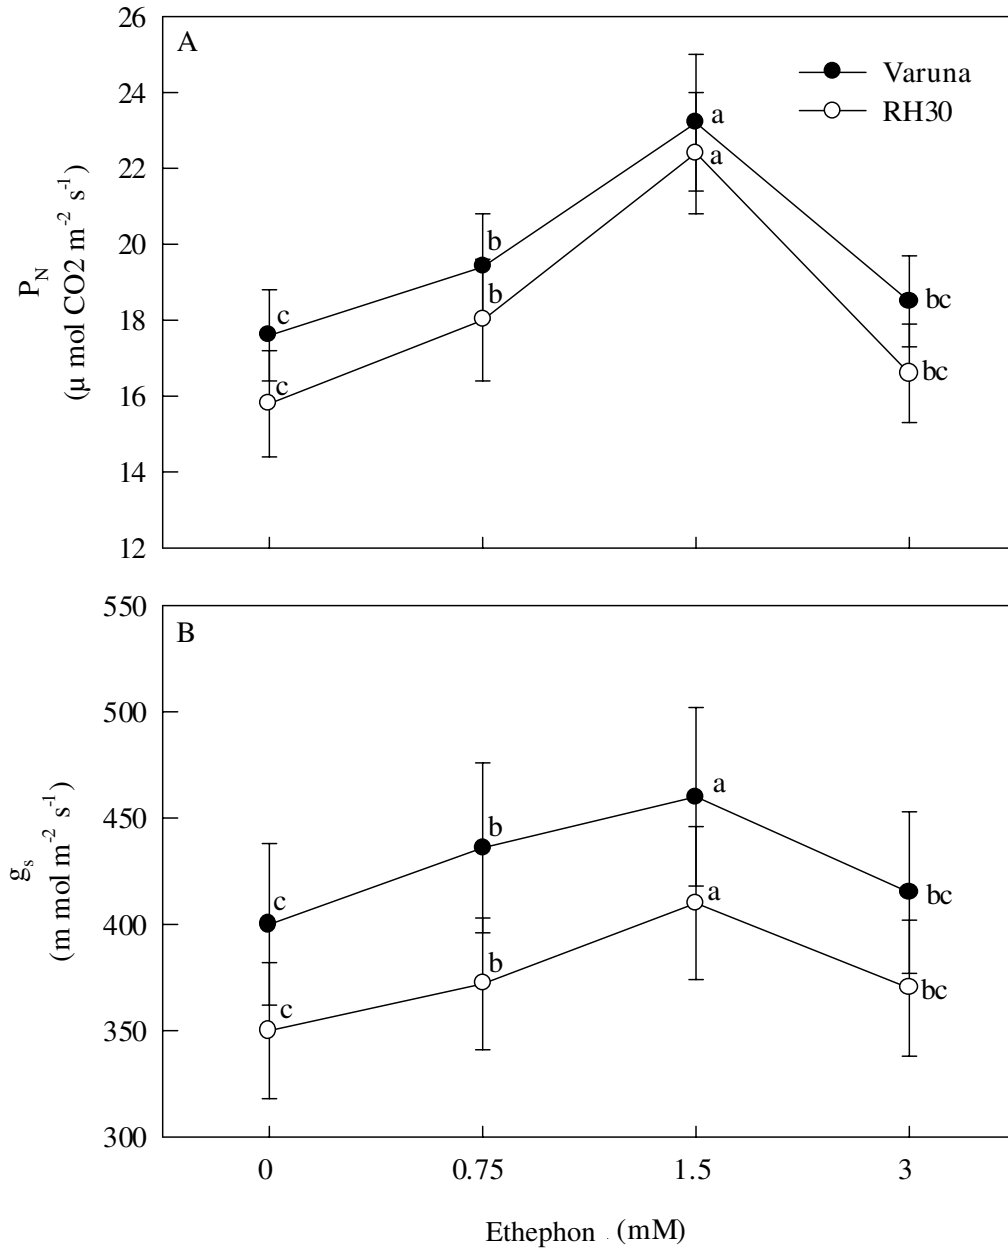 26
A
Varuna
24
a
RH30
a
22
b
20
bc
c
b
18
bc
c
16
14
12
P_N
(μ mol CO2 m⁻² s⁻¹)
550
B
500
a
450
b
a
bc
c
400
b
bc
c
350
300
g_s
(m mol m⁻² s⁻¹)
0 0.75 1.5 3
Ethephon (mM)